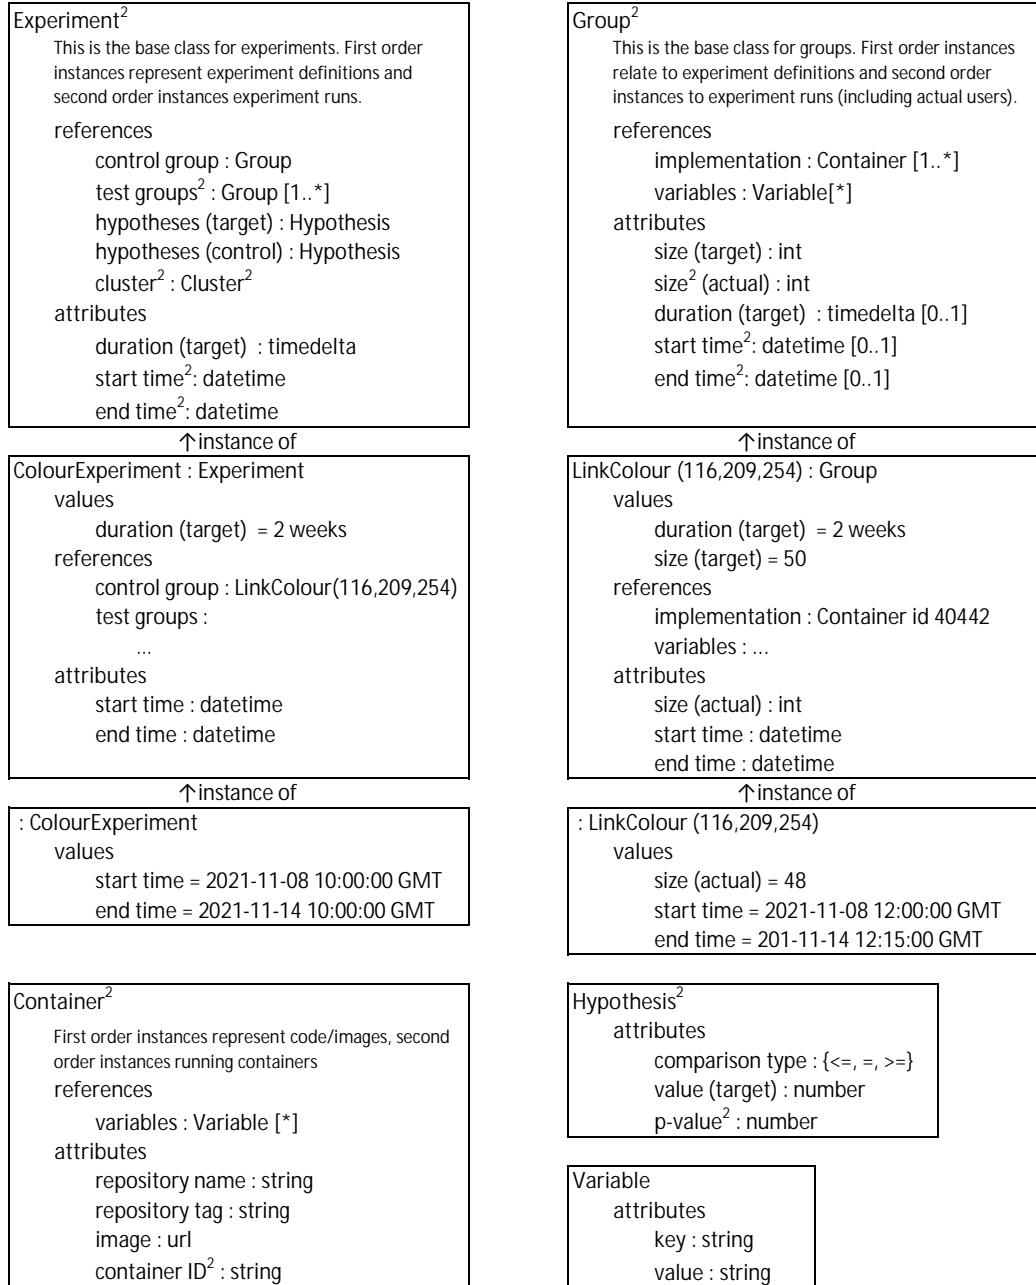 Experiment²
This is the base class for experiments. First order
instances represent experiment definitions and
second order instances experiment runs.
references
control group : Group
test groups² : Group [1..*]
hypotheses (target) : Hypothesis
hypotheses (control) : Hypothesis
cluster² : Cluster²
attributes
duration (target) : timedelta
start time²: datetime
end time²: datetime
↑instance of
ColourExperiment : Experiment
values
duration (target) = 2 weeks
references
control group : LinkColour(116,209,254)
test groups :
...
attributes
start time : datetime
end time : datetime
↑instance of
: ColourExperiment
values
start time = 2021-11-08 10:00:00 GMT
end time = 2021-11-14 10:00:00 GMT
Group²
This is the base class for groups. First order instances
relate to experiment definitions and second order
instances to experiment runs (including actual users).
references
implementation : Container [1..*]
variables : Variable[*]
attributes
size (target) : int
size² (actual) : int
duration (target) : timedelta [0..1]
start time²: datetime [0..1]
end time²: datetime [0..1]
↑instance of
LinkColour (116,209,254) : Group
values
duration (target) = 2 weeks
size (target) = 50
references
implementation : Container id 40442
variables : ...
attributes
size (actual) : int
start time : datetime
end time : datetime
↑instance of
: LinkColour (116,209,254)
values
size (actual) = 48
start time = 2021-11-08 12:00:00 GMT
end time = 201-11-14 12:15:00 GMT
Container²
First order instances represent code/images, second
order instances running containers
references
variables : Variable [*]
attributes
repository name : string
repository tag : string
image : url
container ID² : string
Hypothesis²
attributes
comparison type : {<=, =, >=}
value (target) : number
p-value² : number
Variable
attributes
key : string
value : string